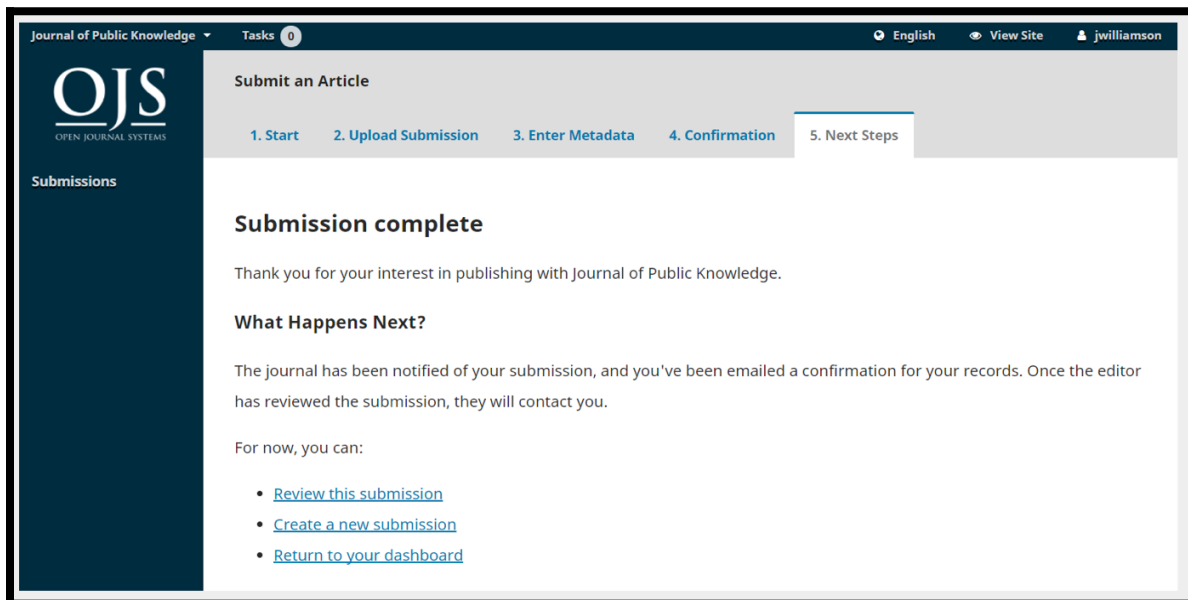 Journal of Public Knowledge Tasks 0 English View Site jwilliamson
OJS
OPEN JOURNAL SYSTEMS
Submissions
Submit an Article
1. Start 2. Upload Submission 3. Enter Metadata 4. Confirmation 5. Next Steps
Submission complete
Thank you for your interest in publishing with Journal of Public Knowledge.
What Happens Next?
The journal has been notified of your submission, and you've been emailed a confirmation for your records. Once the editor
has reviewed the submission, they will contact you.
For now, you can:
• Review this submission
• Create a new submission
• Return to your dashboard